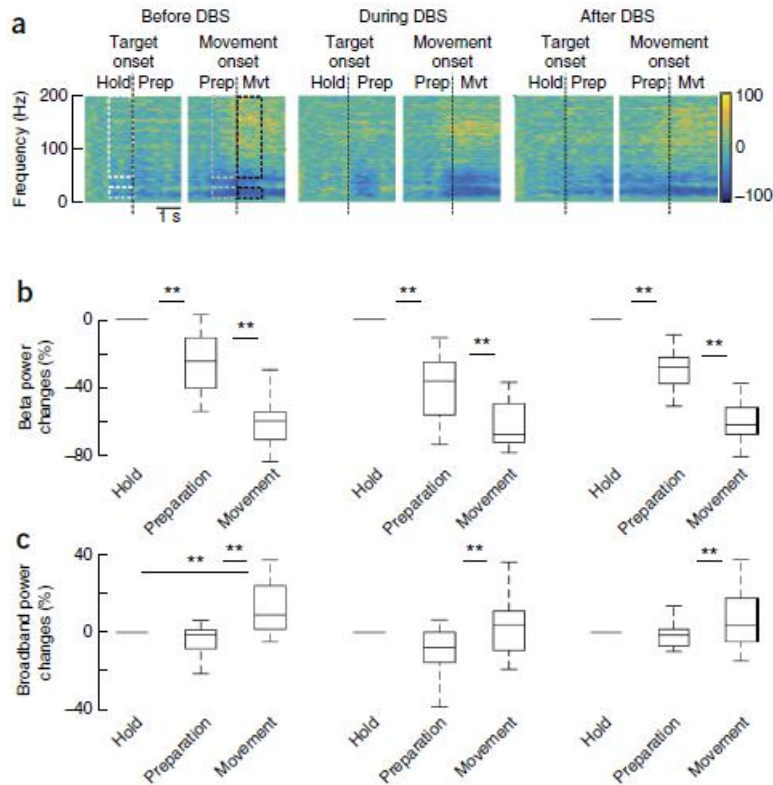 a
Before DBS During DBS After DBS
Target onset Movement onset Target onset Movement onset Target onset Movement onset
Hold Prep Prep Mvt Hold Prep Prep Mvt Hold Prep Prep Mvt
Frequency (Hz)
200
100
0
1 s
100
0
−100
b
** ** ** ** ** **
Beta power changes (%)
0
−40
−80
Hold Preparation Movement Hold Preparation Movement Hold Preparation Movement
c
** ** ** **
Broadband power changes (%)
40
0
−40
Hold Preparation Movement Hold Preparation Movement Hold Preparation Movement